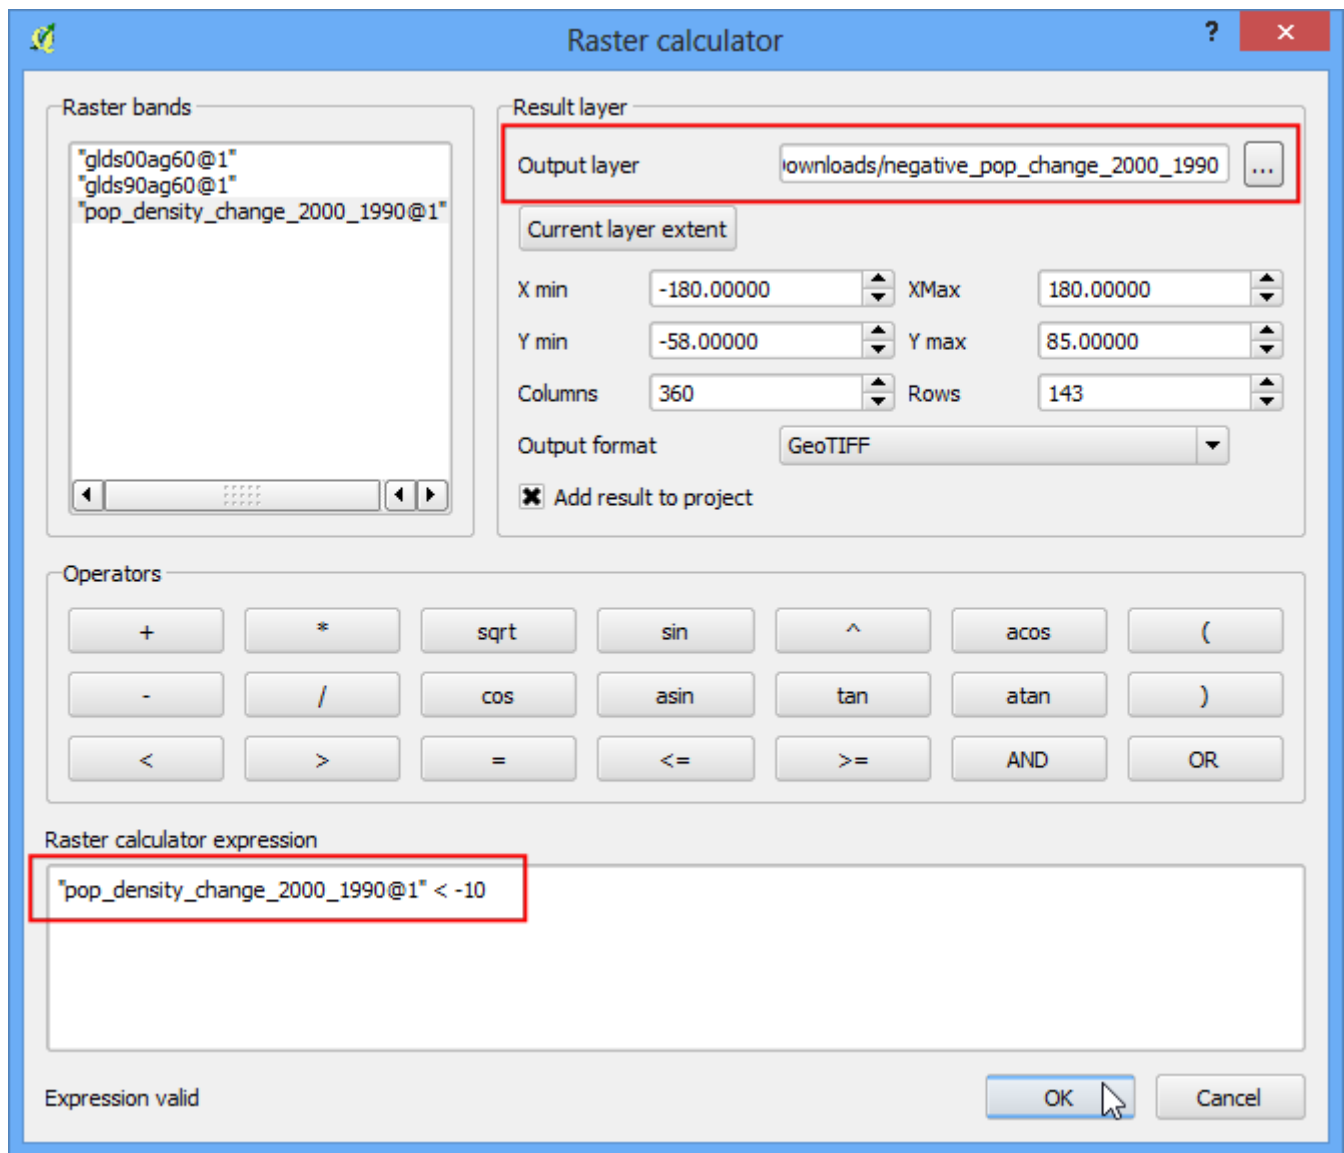 Raster calculator
?
×
Raster bands
"glds00ag60@1"
"glds90ag60@1"
"pop_density_change_2000_1990@1"
Result layer
Output layer
ownloads/negative_pop_change_2000_1990
...
Current layer extent
X min
-180.00000
XMax
180.00000
Y min
-58.00000
Y max
85.00000
Columns
360
Rows
143
Output format
GeoTIFF
Add result to project
Operators
+ * sqrt sin ^ acos (
- / cos asin tan atan )
< > = <= >= AND OR
Raster calculator expression
"pop_density_change_2000_1990@1" < -10
Expression valid
OK
Cancel